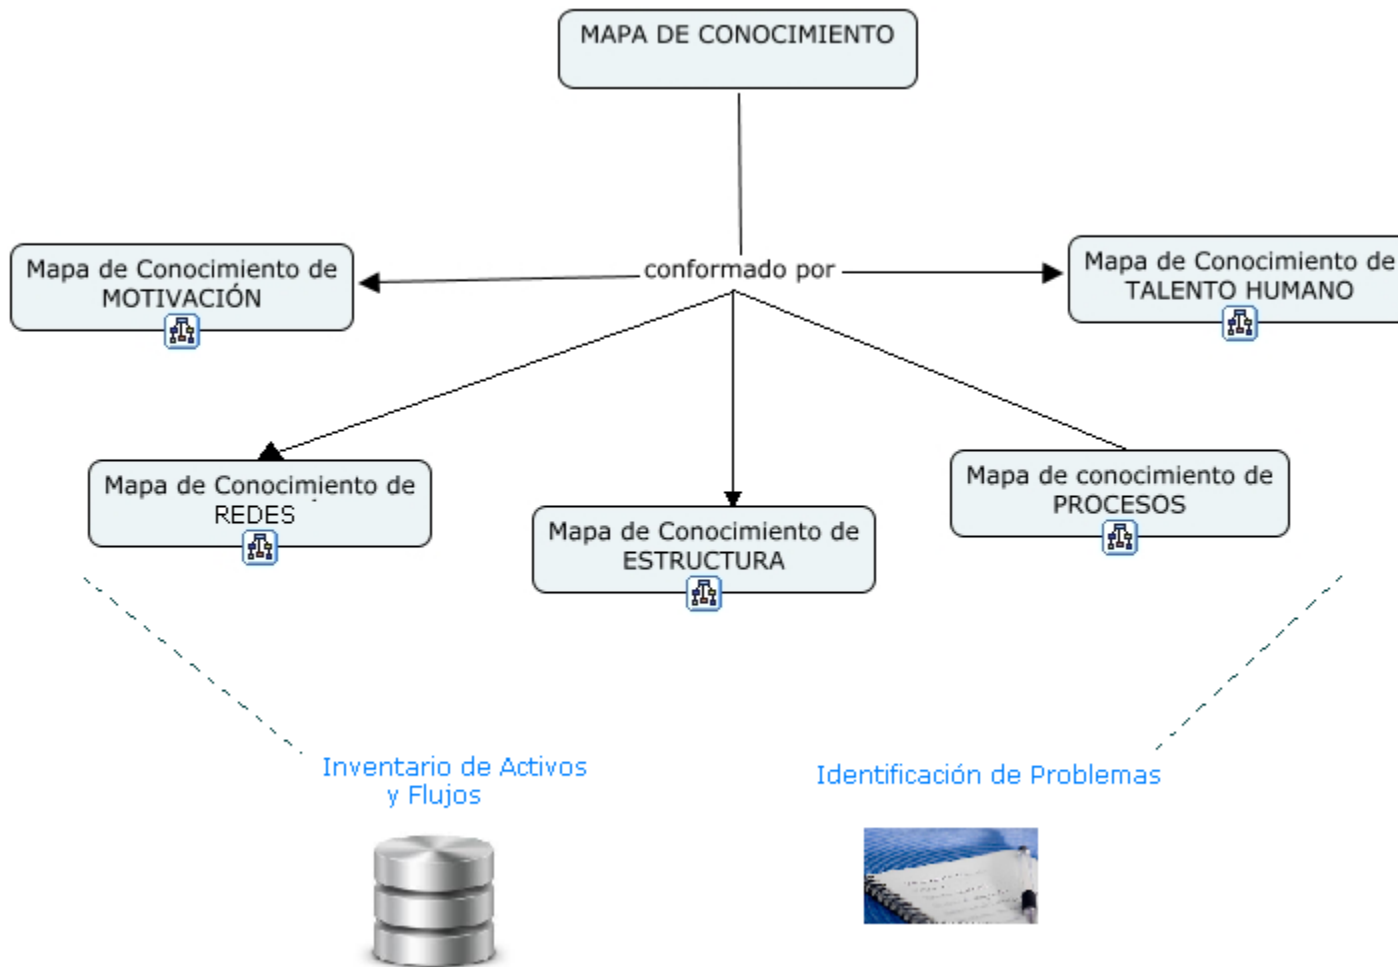 MAPA DE CONOCIMIENTO
conformado por
Mapa de Conocimiento de
MOTIVACIÓN
Mapa de Conocimiento de
TALENTO HUMANO
Mapa de Conocimiento de
REDES
Mapa de Conocimiento de
ESTRUCTURA
Mapa de conocimiento de
PROCESOS
Inventario de Activos
y Flujos
Identificación de Problemas